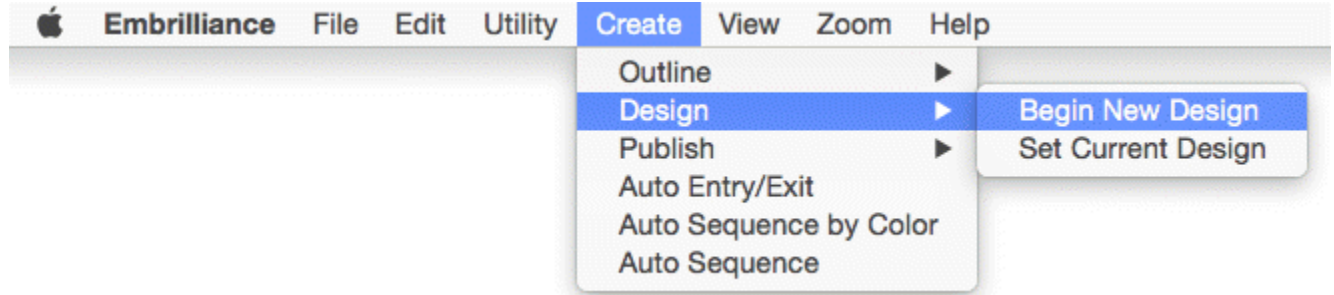 Embrilliance File Edit Utility Create View Zoom Help
Outline
Design
Begin New Design
Publish
Set Current Design
Auto Entry/Exit
Auto Sequence by Color
Auto Sequence